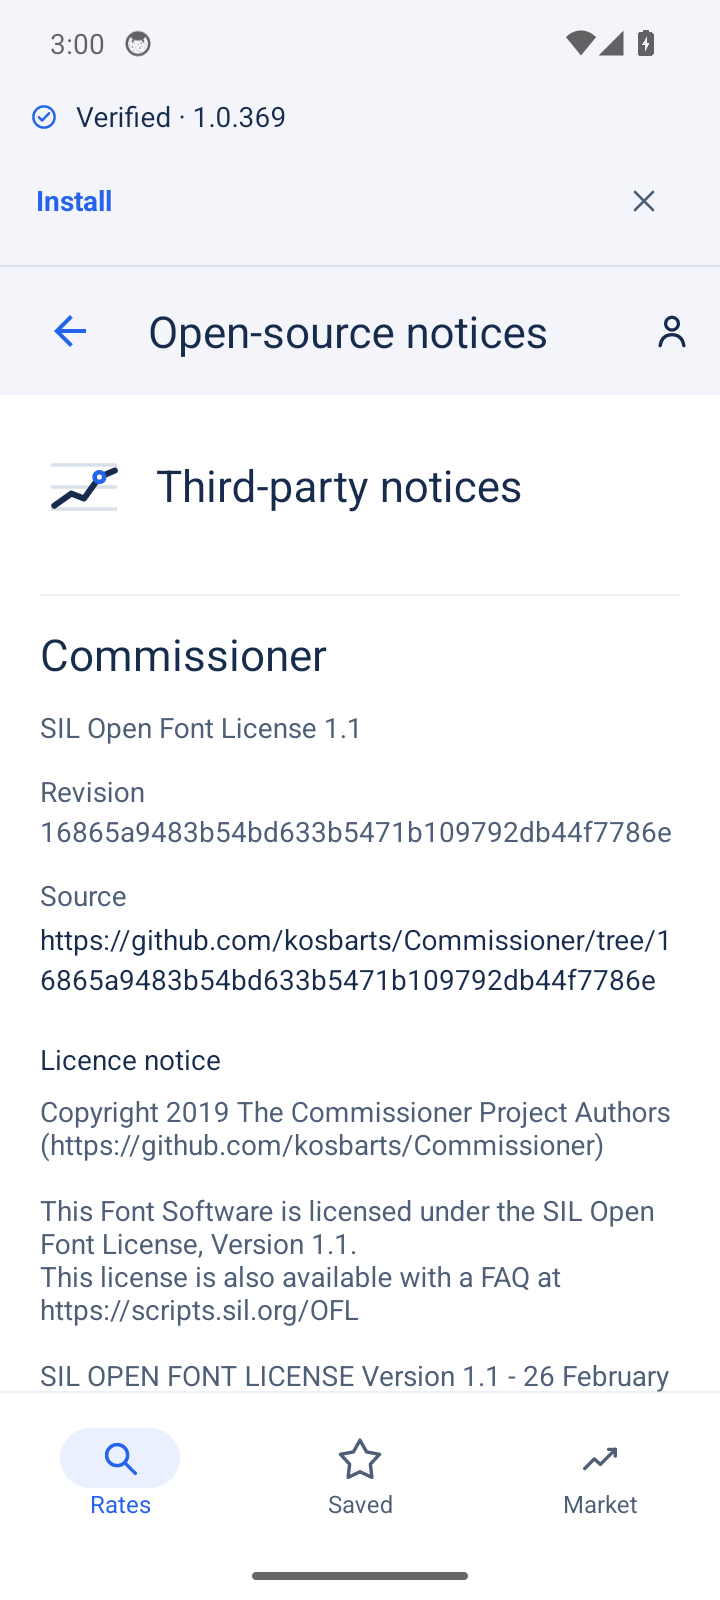 3:00
Verified · 1.0.369
Install
Open-source notices
Third-party notices
Commissioner
SIL Open Font License 1.1
Revision
16865a9483b54bd633b5471b109792db44f7786e
Source
https://github.com/kosbarts/Commissioner/tree/1
6865a9483b54bd633b5471b109792db44f7786e
Licence notice
Copyright 2019 The Commissioner Project Authors
(https://github.com/kosbarts/Commissioner)
This Font Software is licensed under the SIL Open
Font License, Version 1.1.
This license is also available with a FAQ at
https://scripts.sil.org/OFL
SIL OPEN FONT LICENSE Version 1.1 - 26 February
Rates
Saved
Market